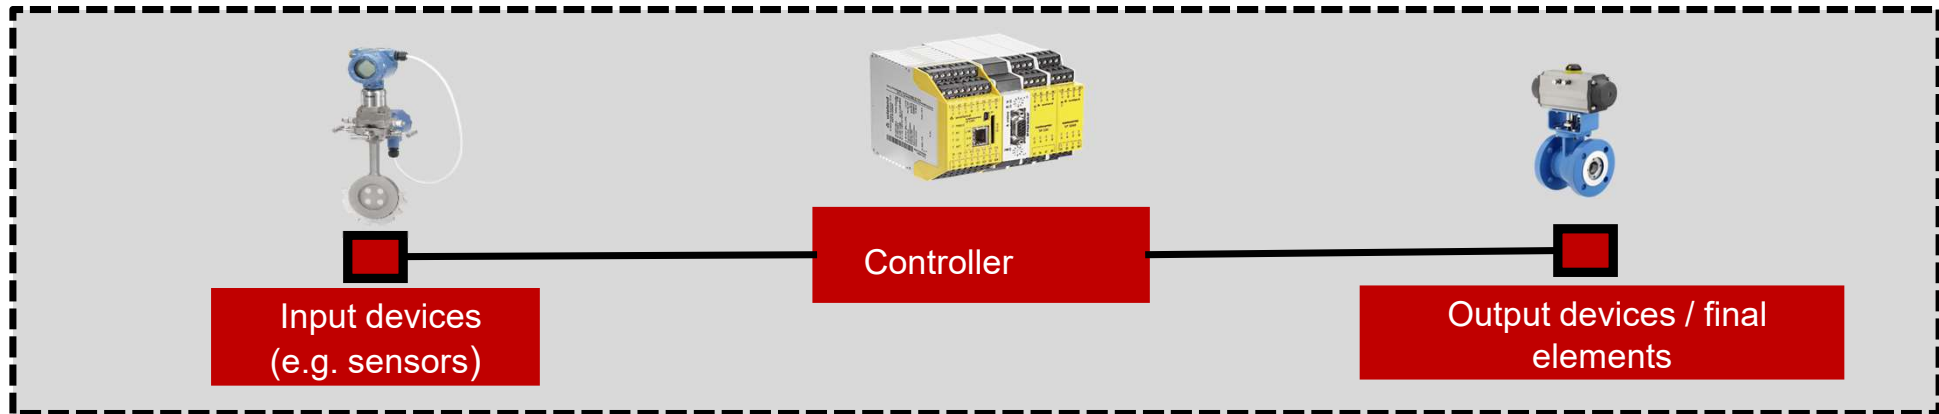 Controller
Input devices
(e.g. sensors)
Output devices / final
elements